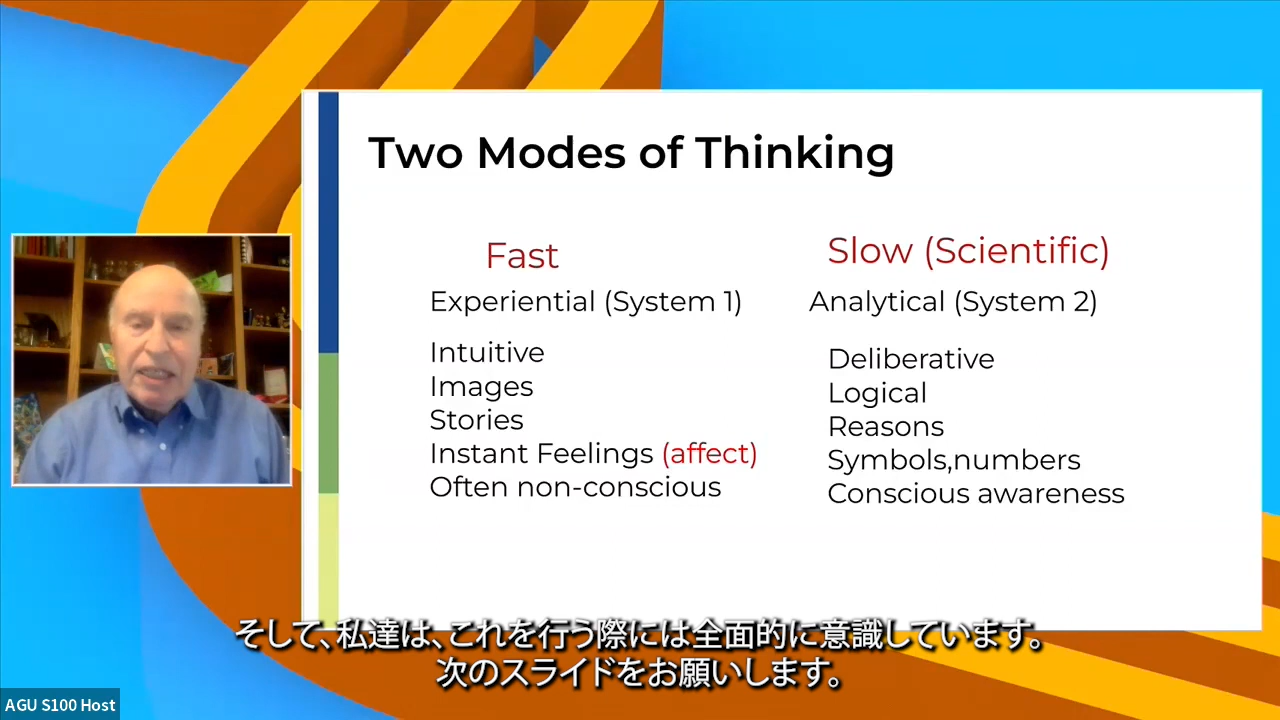 Two Modes of Thinking
Fast
Experiential (System 1)
Intuitive
Images
Stories
Instant Feelings (affect)
Often non-conscious
Slow (Scientific)
Analytical (System 2)
Deliberative
Logical
Reasons
Symbols,numbers
Conscious awareness
そして、私達は、これを行う際には全面的に意識しています。
次のスライドをお願いします。
AGU S100 Host